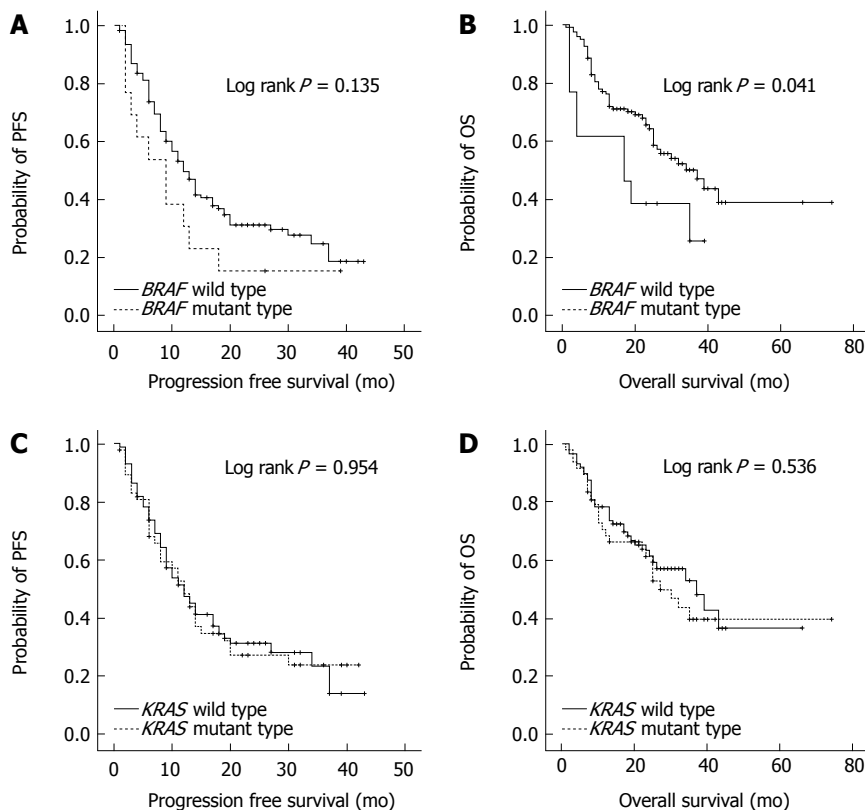 A
Log rank P = 0.135
Probability of PFS
1.0
0.8
0.6
0.4
0.2
0.0
BRAF wild type
BRAF mutant type
0 10 20 30 40 50
Progression free survival (mo)
B
Log rank P = 0.041
Probability of OS
1.0
0.8
0.6
0.4
0.2
0.0
BRAF wild type
BRAF mutant type
0 20 40 60 80
Overall survival (mo)
C
Log rank P = 0.954
Probability of PFS
1.0
0.8
0.6
0.4
0.2
0.0
KRAS wild type
KRAS mutant type
0 10 20 30 40 50
Progression free survival (mo)
D
Log rank P = 0.536
Probability of OS
1.0
0.8
0.6
0.4
0.2
0.0
KRAS wild type
KRAS mutant type
0 20 40 60 80
Overall survival (mo)